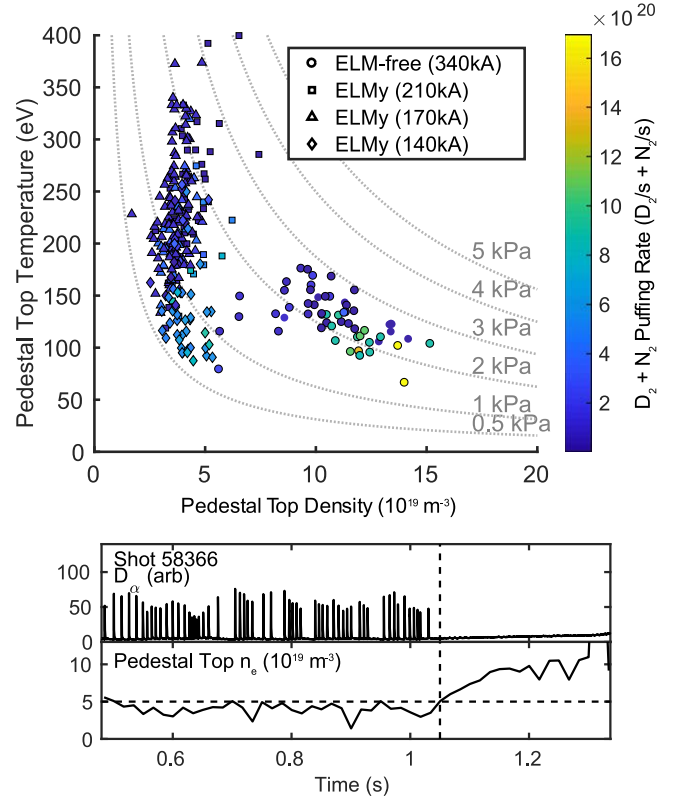 × 10 20
400
350
300
250
200
150
100
50
0
Pedestal Top Temperature (eV)
ELM-free (340kA)
ELMy (210kA)
ELMy (170kA)
ELMy (140kA)
5 kPa
4 kPa
3 kPa
2 kPa
1 kPa
0.5 kPa
0 5 10 15 20
Pedestal Top Density (10¹⁹ m⁻³)
16
14
12
10
8
6
4
2
D₂ + N₂ Puffing Rate (D₂/s + N₂/s)
Shot 58366
Dα (arb)
100
50
0
Pedestal Top nₑ (10¹⁹ m⁻³)
10
5
0
0.6 0.8 1 1.2
Time (s)